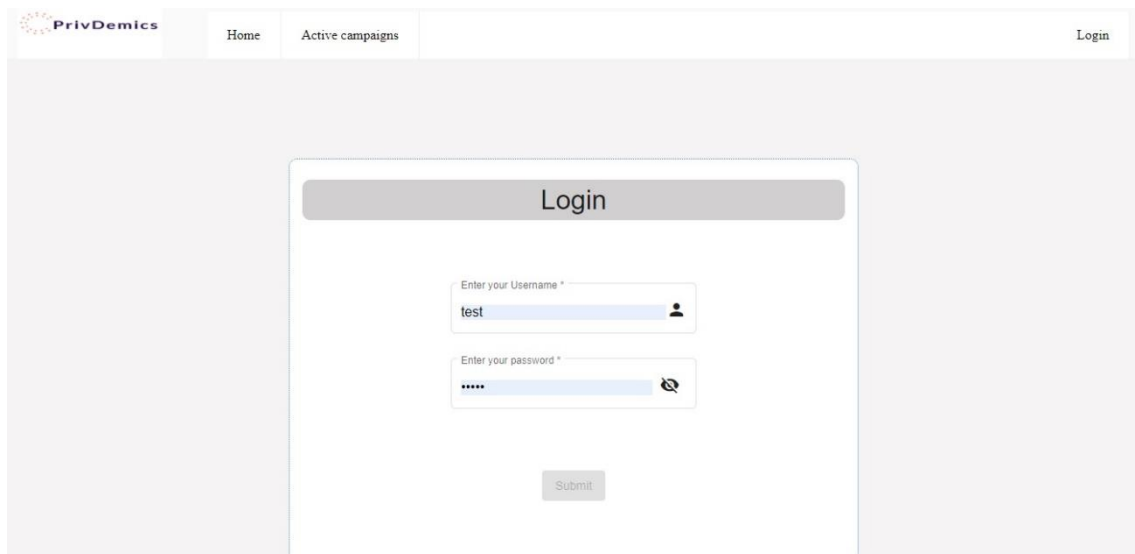 PrivDemics
Home Active campaigns Login
Login
Enter your Username *
test
Enter your password *
•••••
Submit